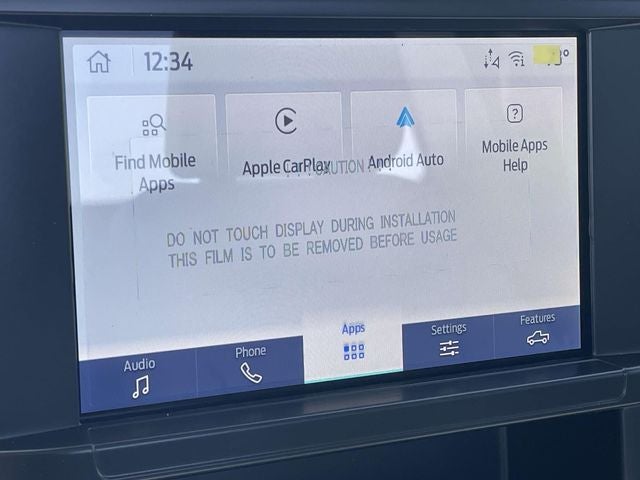 12:34
Find Mobile
Apps
Apple CarPlay
Android Auto
Mobile Apps
Help
CAUTION
DO NOT TOUCH DISPLAY DURING INSTALLATION
THIS FILM IS TO BE REMOVED BEFORE USAGE
Audio
Phone
Apps
Settings
Features